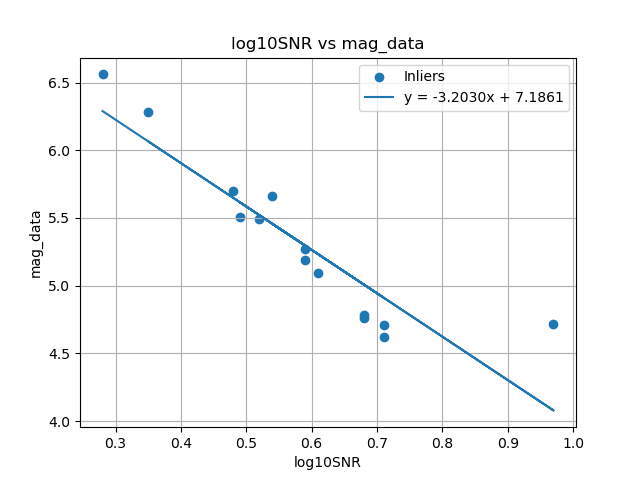 log10SNR vs mag_data
Inliers
y = -3.2030x + 7.1861
6.5
6.0
5.5
5.0
4.5
4.0
mag_data
0.3 0.4 0.5 0.6 0.7 0.8 0.9 1.0
log10SNR